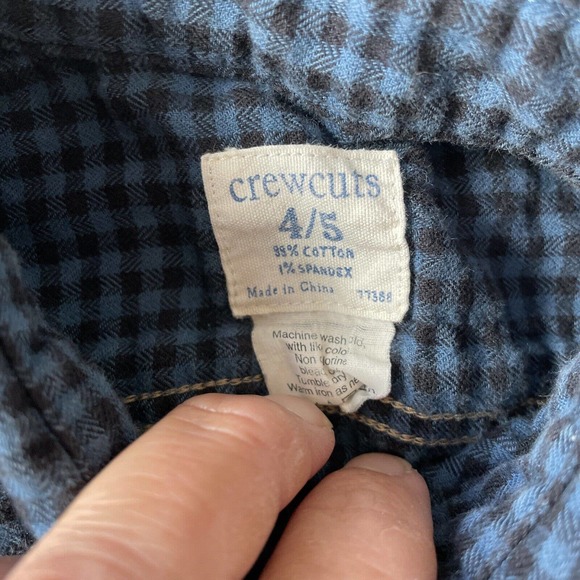 crewcuts
4/5
99% COTTON
1% SPANDEX
Made in China 77388
Machine wash
with
Non
Tumble dry
Warm iron as